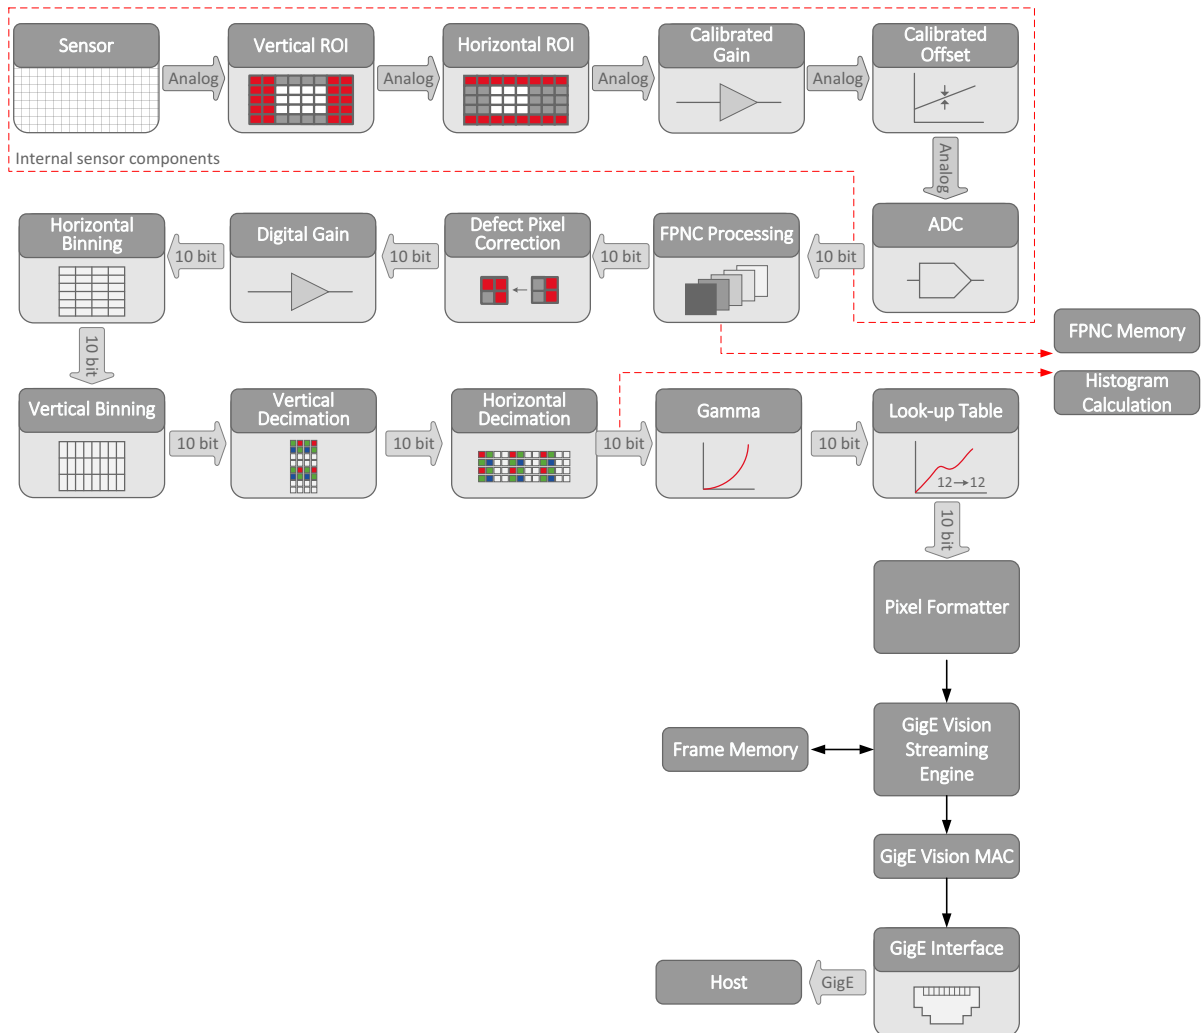 Sensor
Analog
Vertical ROI
Analog
Horizontal ROI
Analog
Calibrated
Gain
Analog
Calibrated
Offset
Internal sensor components
Analog
ADC
10 bit
FPNC Processing
10 bit
Defect Pixel
Correction
10 bit
Digital Gain
10 bit
Horizontal
Binning
FPNC Memory
Histogram
Calculation
10 bit
Vertical Binning
10 bit
Vertical
Decimation
10 bit
Horizontal
Decimation
10 bit
Gamma
10 bit
Look-up Table
12→12
10 bit
Pixel Formatter
Frame Memory
GigE Vision
Streaming
Engine
GigE Vision MAC
GigE Interface
GigE
Host